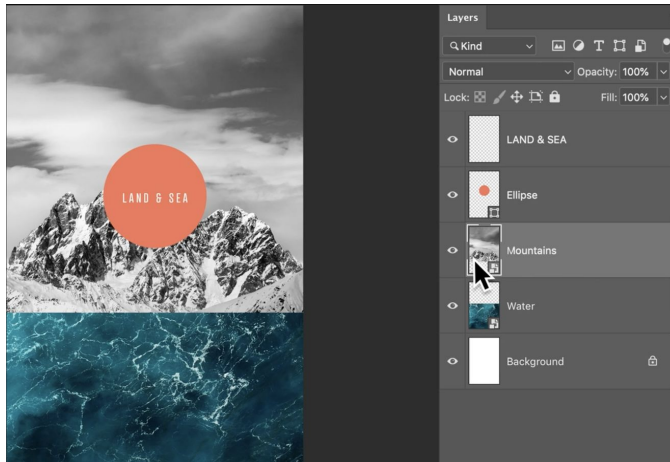 Layers
Kind
Normal
Opacity: 100%
Lock:
Fill: 100%
LAND & SEA
LAND & SEA
Ellipse
Mountains
Water
Background